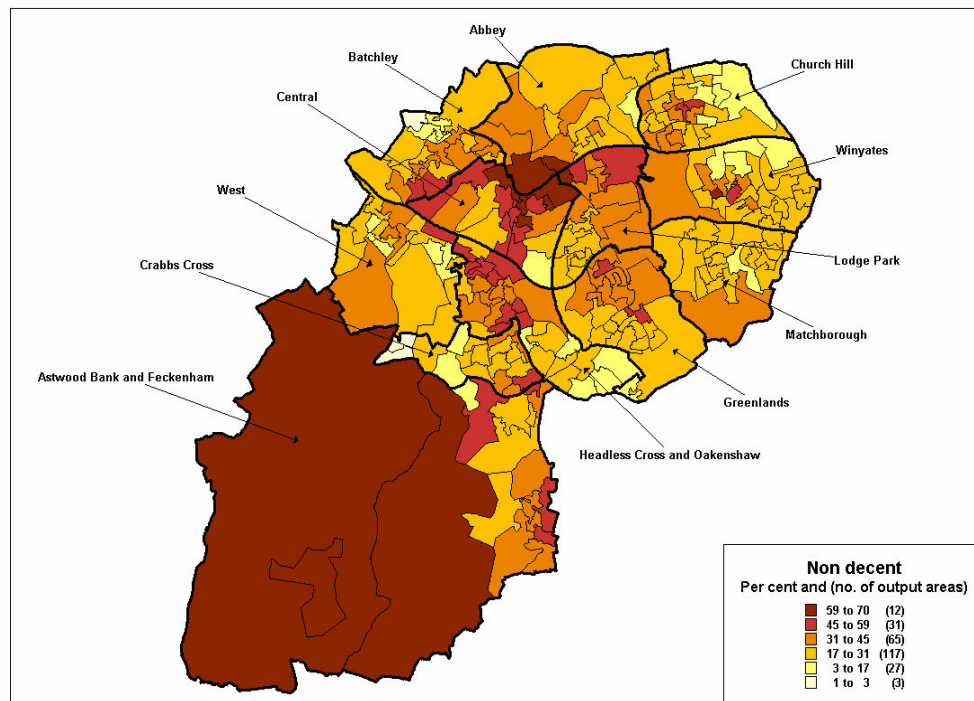 Abbey
Batchley
Church Hill
Central
Winyates
West
Crabbs Cross
Lodge Park
Matchborough
Astwood Bank and Feckenham
Greenlands
Headless Cross and Oakenshaw
Non decent
Per cent and (no. of output areas)
59 to 70 (12)
45 to 59 (31)
31 to 45 (65)
17 to 31 (117)
3 to 17 (27)
1 to 3 (3)